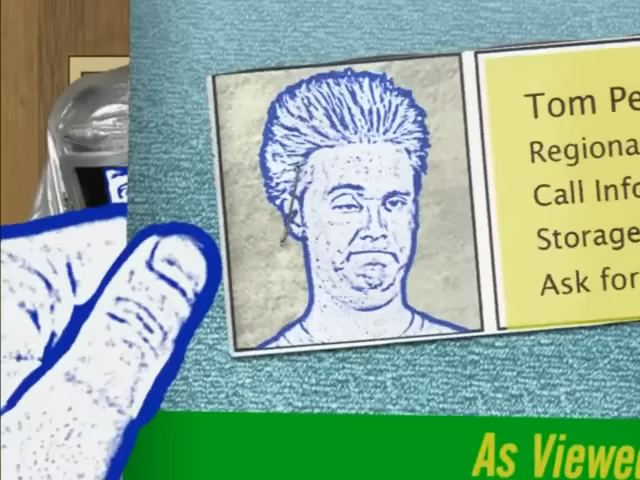 Tom Pe
Regiona
Call Info
Storage
Ask for
As Viewe